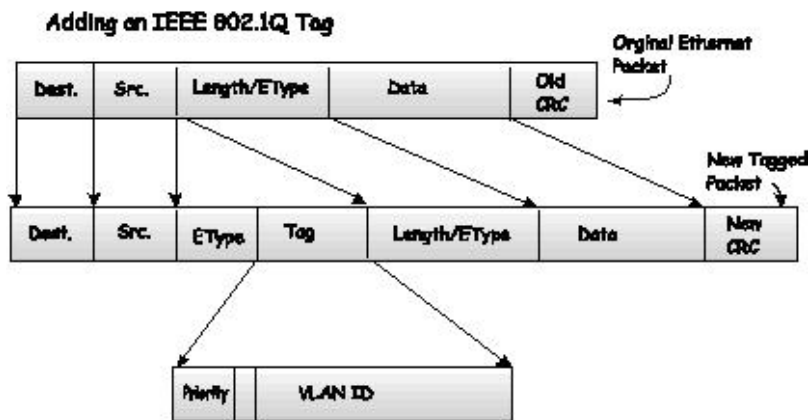 Adding an IEEE 802.1Q Tag
Orginal Ethernet
Packet
Dest. Src. Length/EType Data Old
CRC
New Tagged
Packet
Dest. Src. EType Tag Length/EType Data New
CRC
Priority VLAN ID